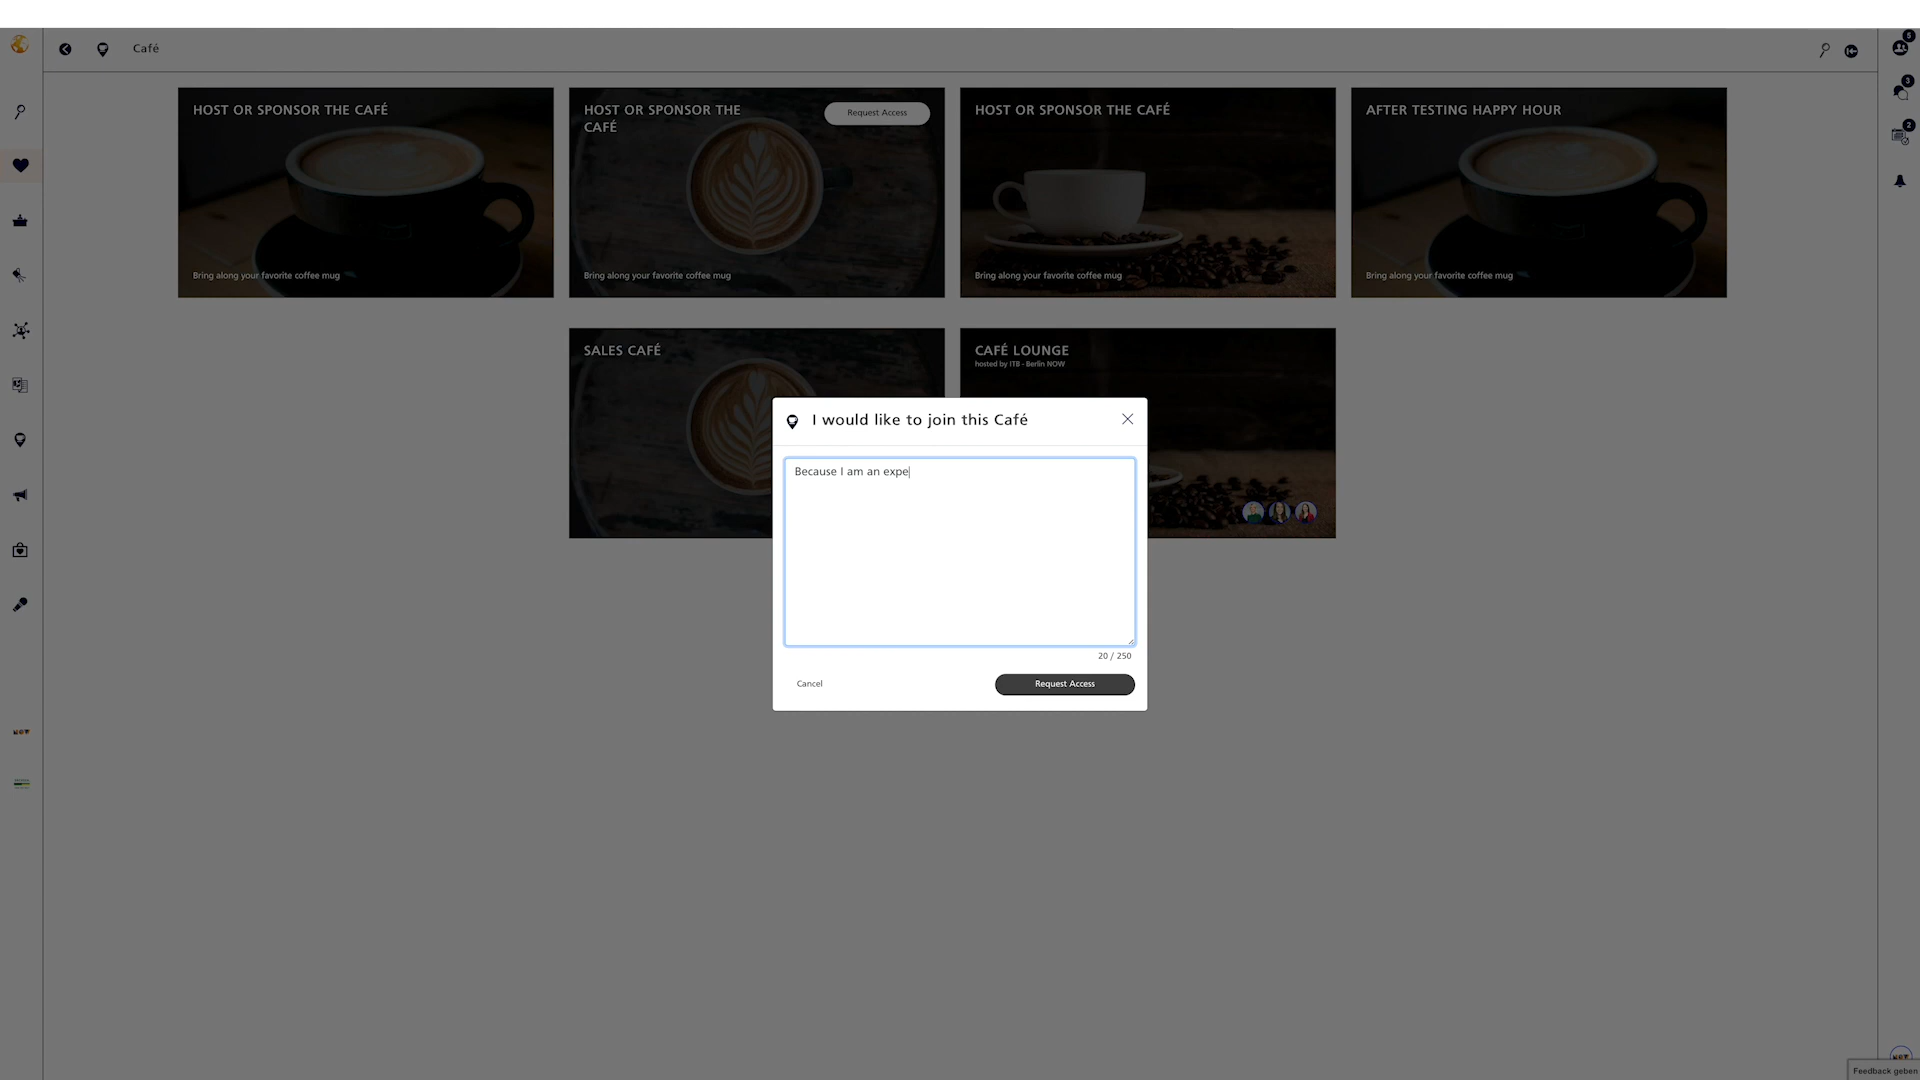 Café
HOST OR SPONSOR THE CAFÉ
Bring along your favorite coffee mug
HOST OR SPONSOR THE
CAFÉ
Request Access
Bring along your favorite coffee mug
HOST OR SPONSOR THE CAFÉ
Bring along your favorite coffee mug
AFTER TESTING HAPPY HOUR
Bring along your favorite coffee mug
SALES CAFÉ
CAFÉ LOUNGE
hosted by ITB - Berlin NOW
I would like to join this Café
Because I am an expe
20 / 250
Cancel
Request Access
5
3
2
Feedback geben